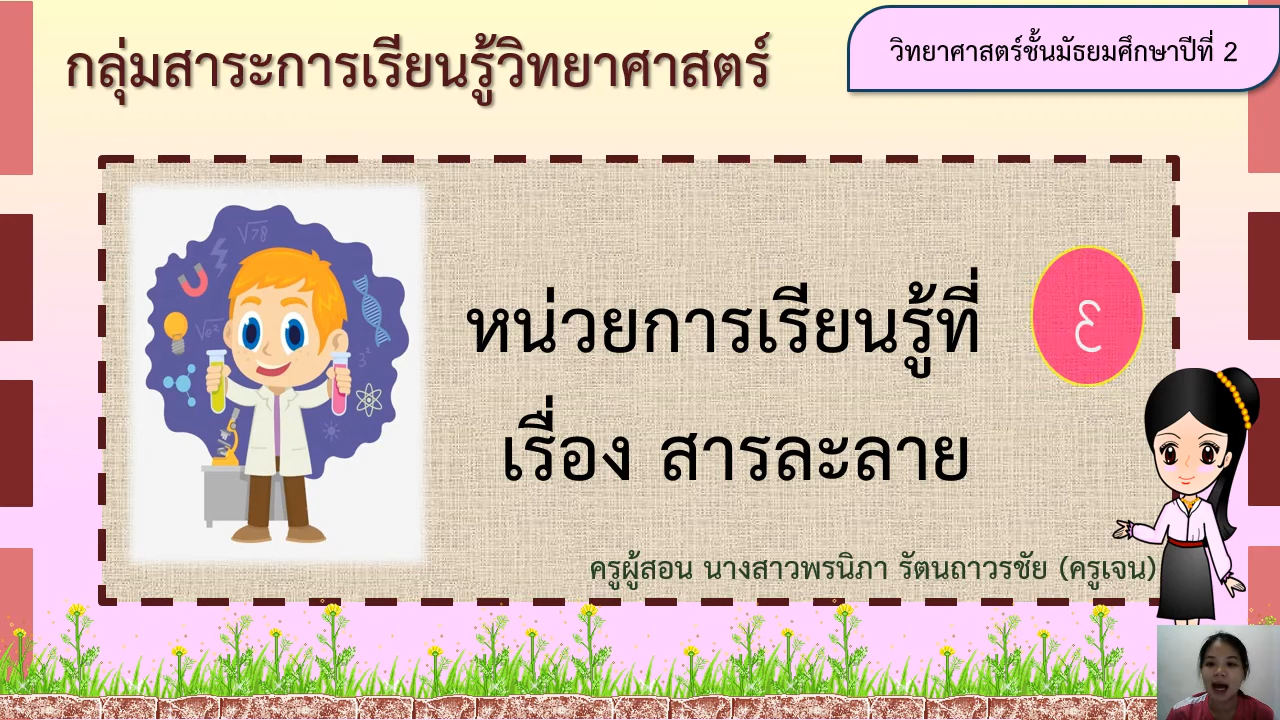 กลุ่มสาระการเรียนรู้วิทยาศาสตร์
วิทยาศาสตร์ชั้นมัธยมศึกษาปีที่ 2
หน่วยการเรียนรู้ที่
๔
เรื่อง สารละลาย
ครูผู้สอน นางสาวพรนิภา รัตนถาวรชัย (ครูเจน)
√78